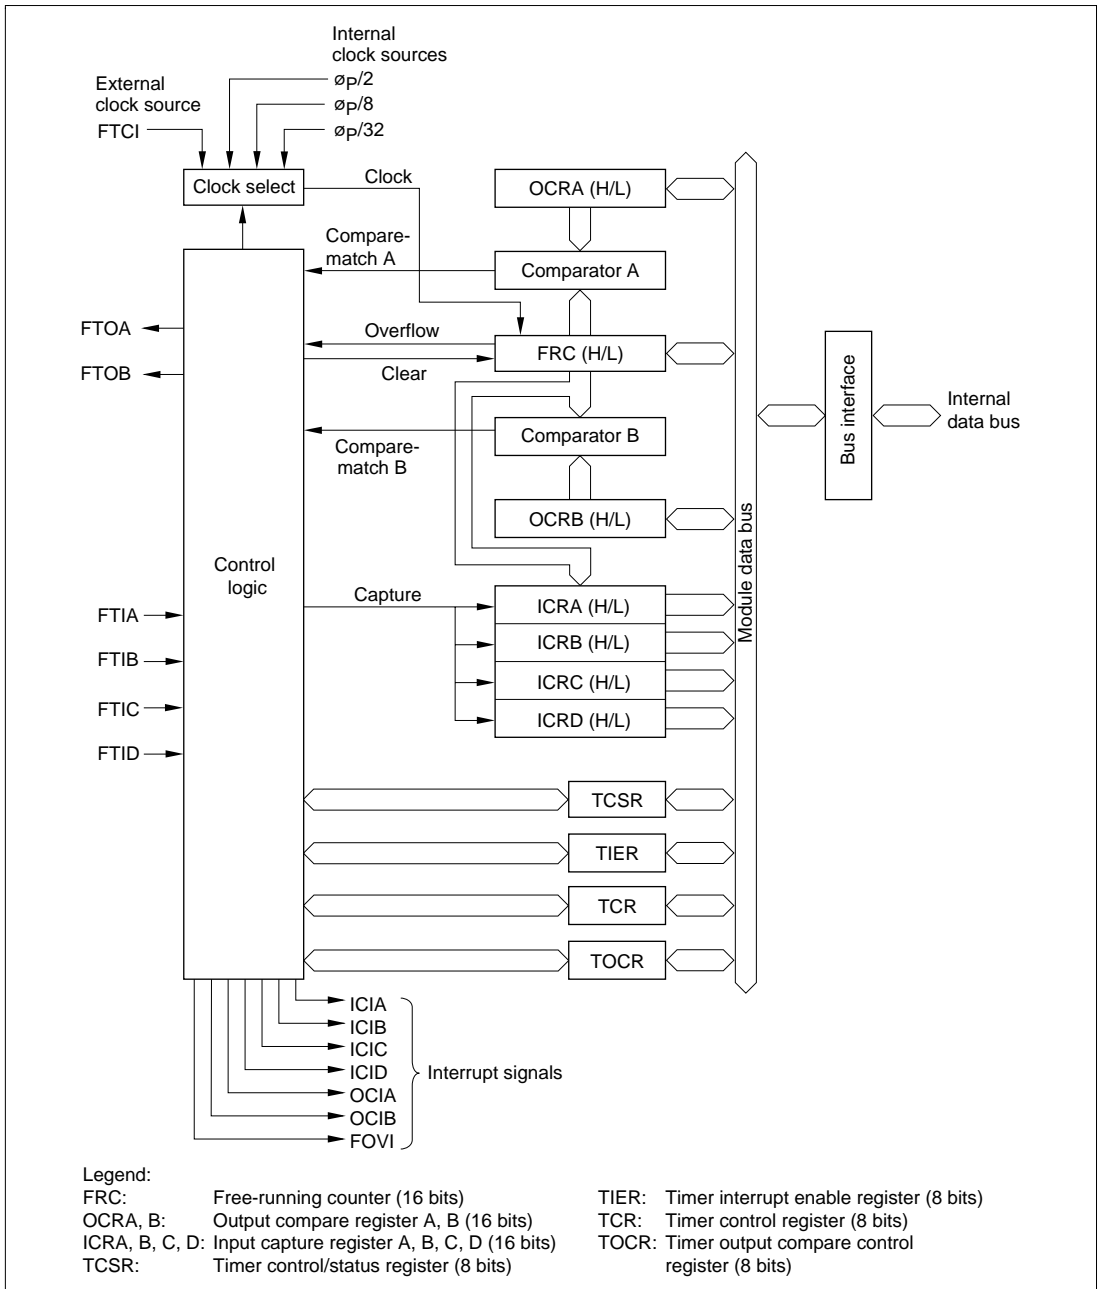 Internal
clock sources
External
clock source
øP/2
øP/8
FTCI
øP/32
Clock select
Clock
OCRA (H/L)
Compare-
match A
Comparator A
FTOA
Overflow
FRC (H/L)
FTOB
Clear
Bus interface
Internal
data bus
Compare-
match B
Comparator B
OCRB (H/L)
Module data bus
Control
logic
Capture
FTIA
ICRA (H/L)
FTIB
ICRB (H/L)
FTIC
ICRC (H/L)
FTID
ICRD (H/L)
TCSR
TIER
TCR
TOCR
ICIA
ICIB
ICIC
ICID
Interrupt signals
OCIA
OCIB
FOVI
Legend:
FRC: Free-running counter (16 bits)
OCRA, B: Output compare register A, B (16 bits)
ICRA, B, C, D: Input capture register A, B, C, D (16 bits)
TCSR: Timer control/status register (8 bits)
TIER: Timer interrupt enable register (8 bits)
TCR: Timer control register (8 bits)
TOCR: Timer output compare control
register (8 bits)